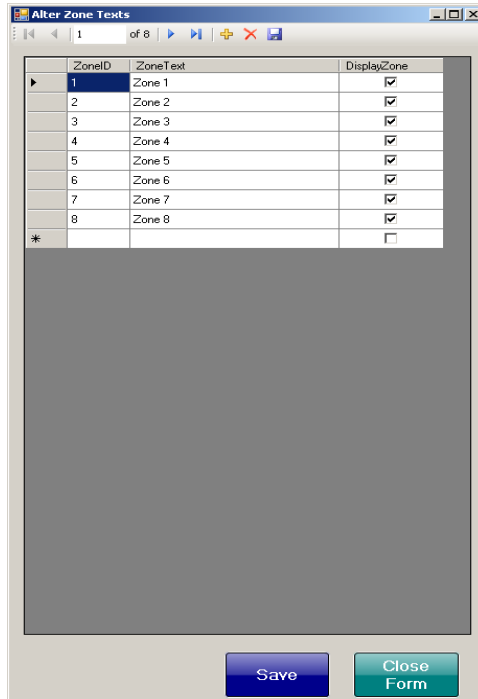 Alter Zone Texts
1 of 8
ZoneID ZoneText DisplayZone
1 Zone 1
2 Zone 2
3 Zone 3
4 Zone 4
5 Zone 5
6 Zone 6
7 Zone 7
8 Zone 8
Save
Close
Form